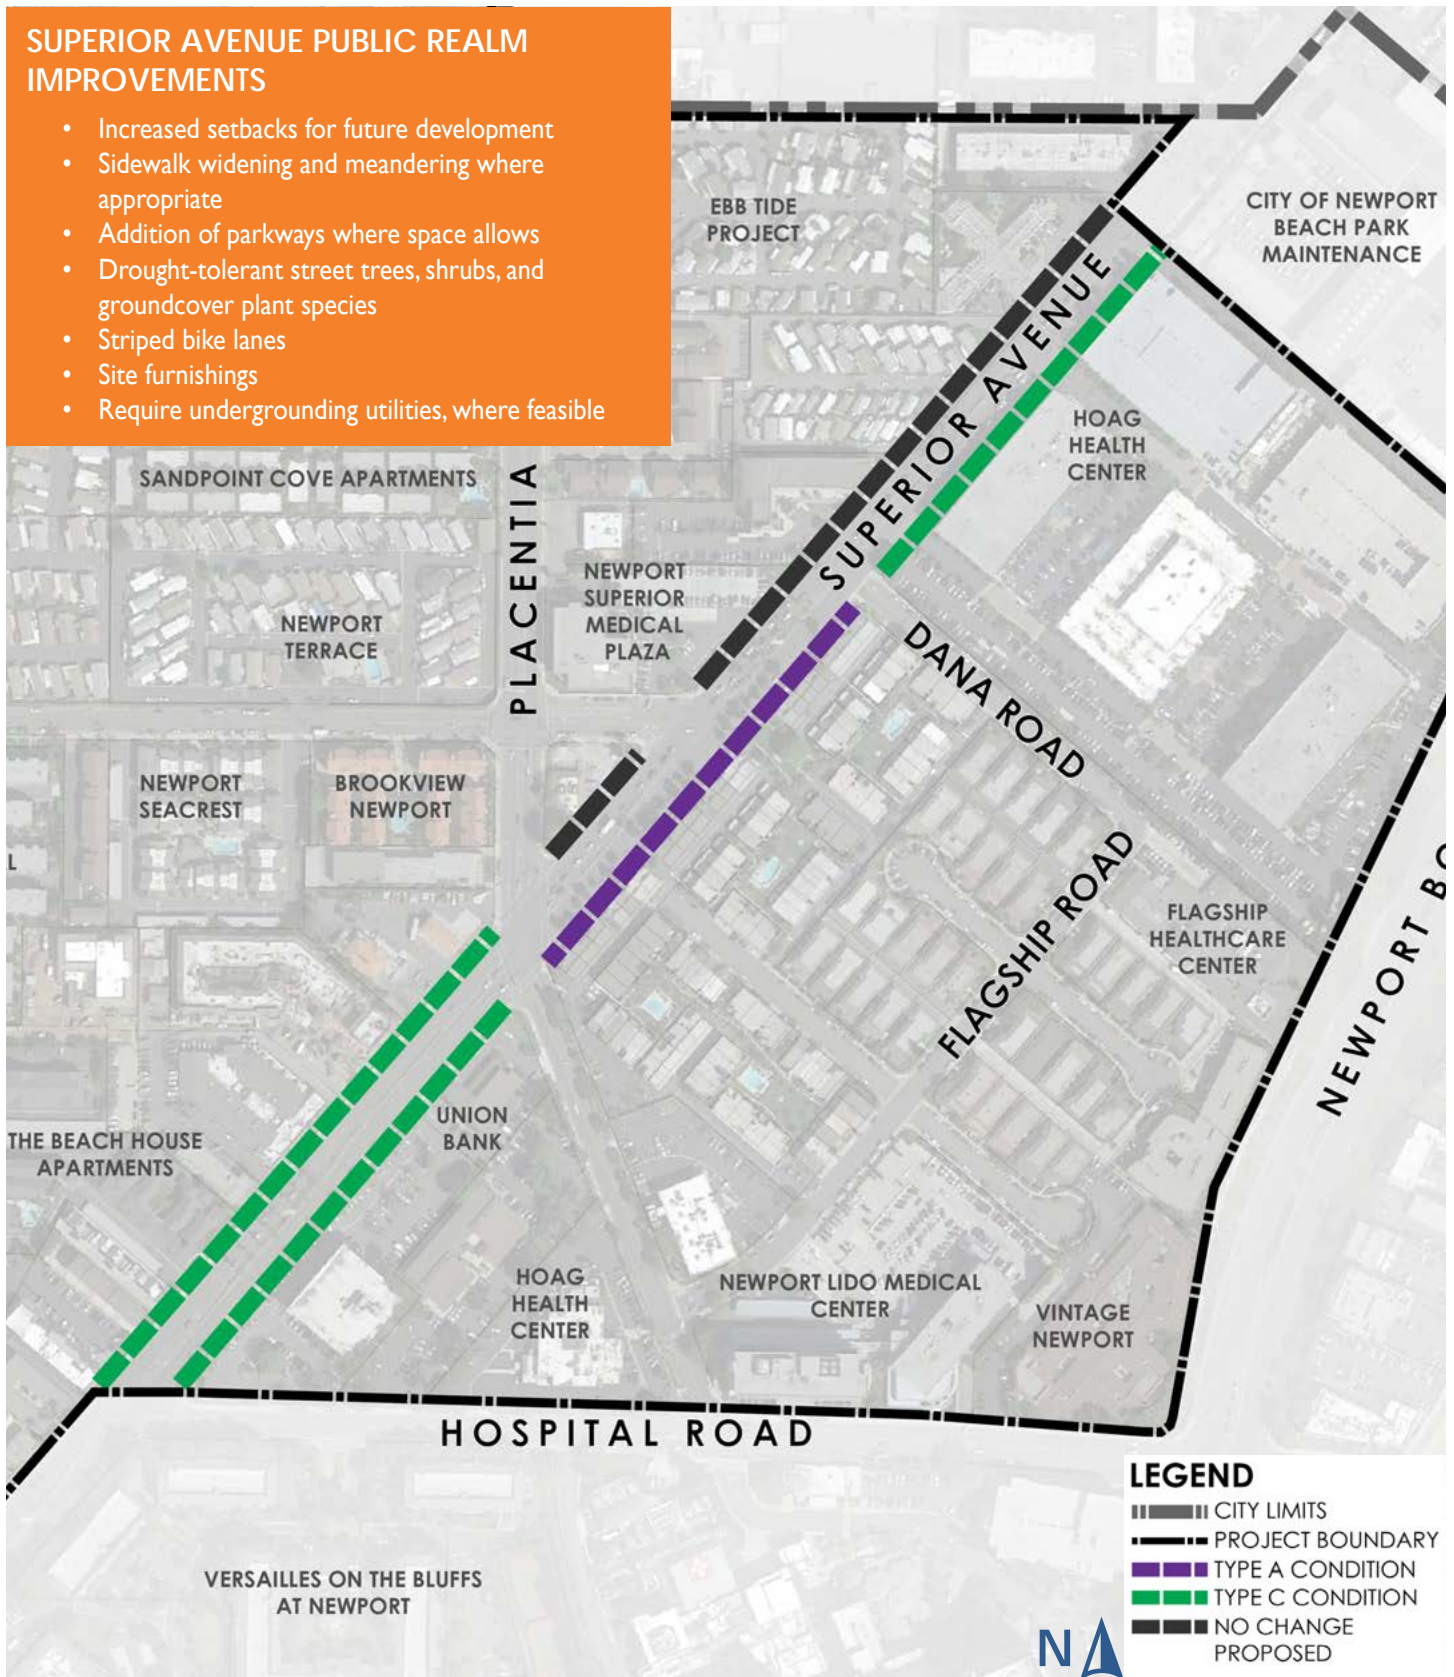 SUPERIOR AVENUE PUBLIC REALM
IMPROVEMENTS
• Increased setbacks for future development
• Sidewalk widening and meandering where
appropriate
• Addition of parkways where space allows
• Drought-tolerant street trees, shrubs, and
groundcover plant species
• Striped bike lanes
• Site furnishings
• Require undergrounding utilities, where feasible
EBB TIDE
PROJECT
CITY OF NEWPORT
BEACH PARK
MAINTENANCE
SUPERIOR AVENUE
HOAG
HEALTH
CENTER
SANDPOINT COVE APARTMENTS
PLACENTIA
NEWPORT
SUPERIOR
MEDICAL
PLAZA
NEWPORT
TERRACE
DANA ROAD
NEWPORT
SEACREST
BROOKVIEW
NEWPORT
L
FLAGSHIP ROAD
FLAGSHIP
HEALTHCARE
CENTER
NEWPORT BO
UNION
BANK
THE BEACH HOUSE
APARTMENTS
HOAG
HEALTH
CENTER
NEWPORT LIDO MEDICAL
CENTER
VINTAGE
NEWPORT
HOSPITAL ROAD
VERSAILLES ON THE BLUFFS
AT NEWPORT
N
LEGEND
CITY LIMITS
PROJECT BOUNDARY
TYPE A CONDITION
TYPE C CONDITION
NO CHANGE
PROPOSED